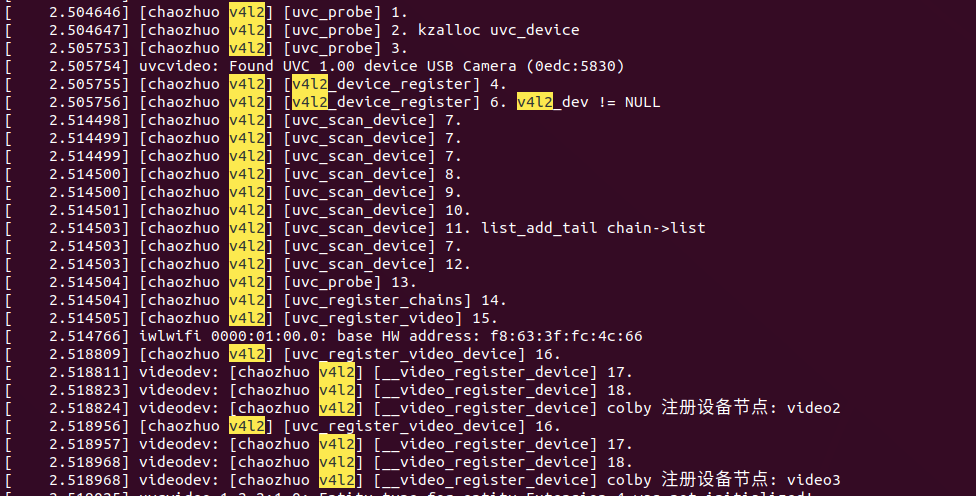 [    2.504646] [chaozhuo v4l2] [uvc_probe] 1.
[    2.504647] [chaozhuo v4l2] [uvc_probe] 2. kzalloc uvc_device
[    2.505753] [chaozhuo v4l2] [uvc_probe] 3.
[    2.505754] uvcvideo: Found UVC 1.00 device USB Camera (0edc:5830)
[    2.505755] [chaozhuo v4l2] [v4l2_device_register] 4.
[    2.505756] [chaozhuo v4l2] [v4l2_device_register] 6. v4l2_dev != NULL
[    2.514498] [chaozhuo v4l2] [uvc_scan_device] 7.
[    2.514499] [chaozhuo v4l2] [uvc_scan_device] 7.
[    2.514499] [chaozhuo v4l2] [uvc_scan_device] 7.
[    2.514500] [chaozhuo v4l2] [uvc_scan_device] 8.
[    2.514500] [chaozhuo v4l2] [uvc_scan_device] 9.
[    2.514501] [chaozhuo v4l2] [uvc_scan_device] 10.
[    2.514503] [chaozhuo v4l2] [uvc_scan_device] 11. list_add_tail chain->list
[    2.514503] [chaozhuo v4l2] [uvc_scan_device] 7.
[    2.514503] [chaozhuo v4l2] [uvc_scan_device] 12.
[    2.514504] [chaozhuo v4l2] [uvc_probe] 13.
[    2.514504] [chaozhuo v4l2] [uvc_register_chains] 14.
[    2.514505] [chaozhuo v4l2] [uvc_register_video] 15.
[    2.514766] iwlwifi 0000:01:00.0: base HW address: f8:63:3f:fc:4c:66
[    2.518809] [chaozhuo v4l2] [uvc_register_video_device] 16.
[    2.518811] videodev: [chaozhuo v4l2] [__video_register_device] 17.
[    2.518823] videodev: [chaozhuo v4l2] [__video_register_device] 18.
[    2.518824] videodev: [chaozhuo v4l2] [__video_register_device] colby 注册设备节点: video2
[    2.518956] [chaozhuo v4l2] [uvc_register_video_device] 16.
[    2.518957] videodev: [chaozhuo v4l2] [__video_register_device] 17.
[    2.518968] videodev: [chaozhuo v4l2] [__video_register_device] 18.
[    2.518968] videodev: [chaozhuo v4l2] [__video_register_device] colby 注册设备节点: video3